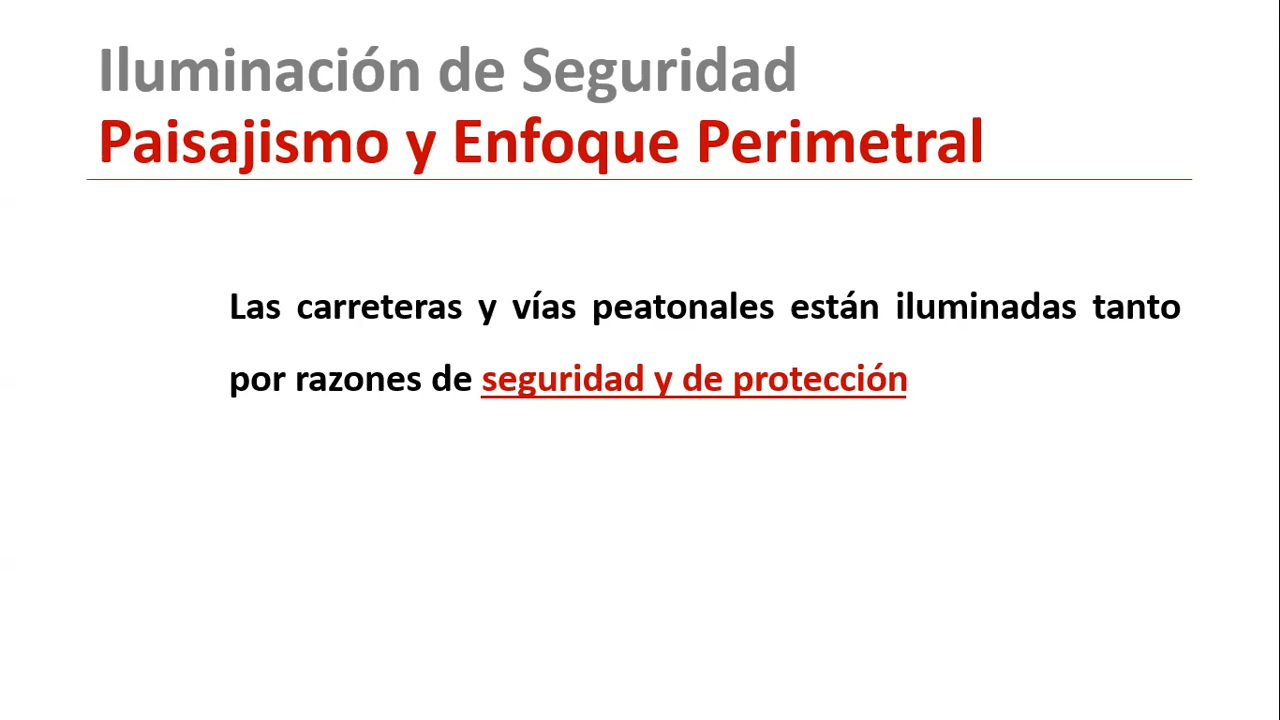 Iluminación de Seguridad
Paisajismo y Enfoque Perimetral
Las carreteras y vías peatonales están iluminadas tanto
por razones de seguridad y de protección